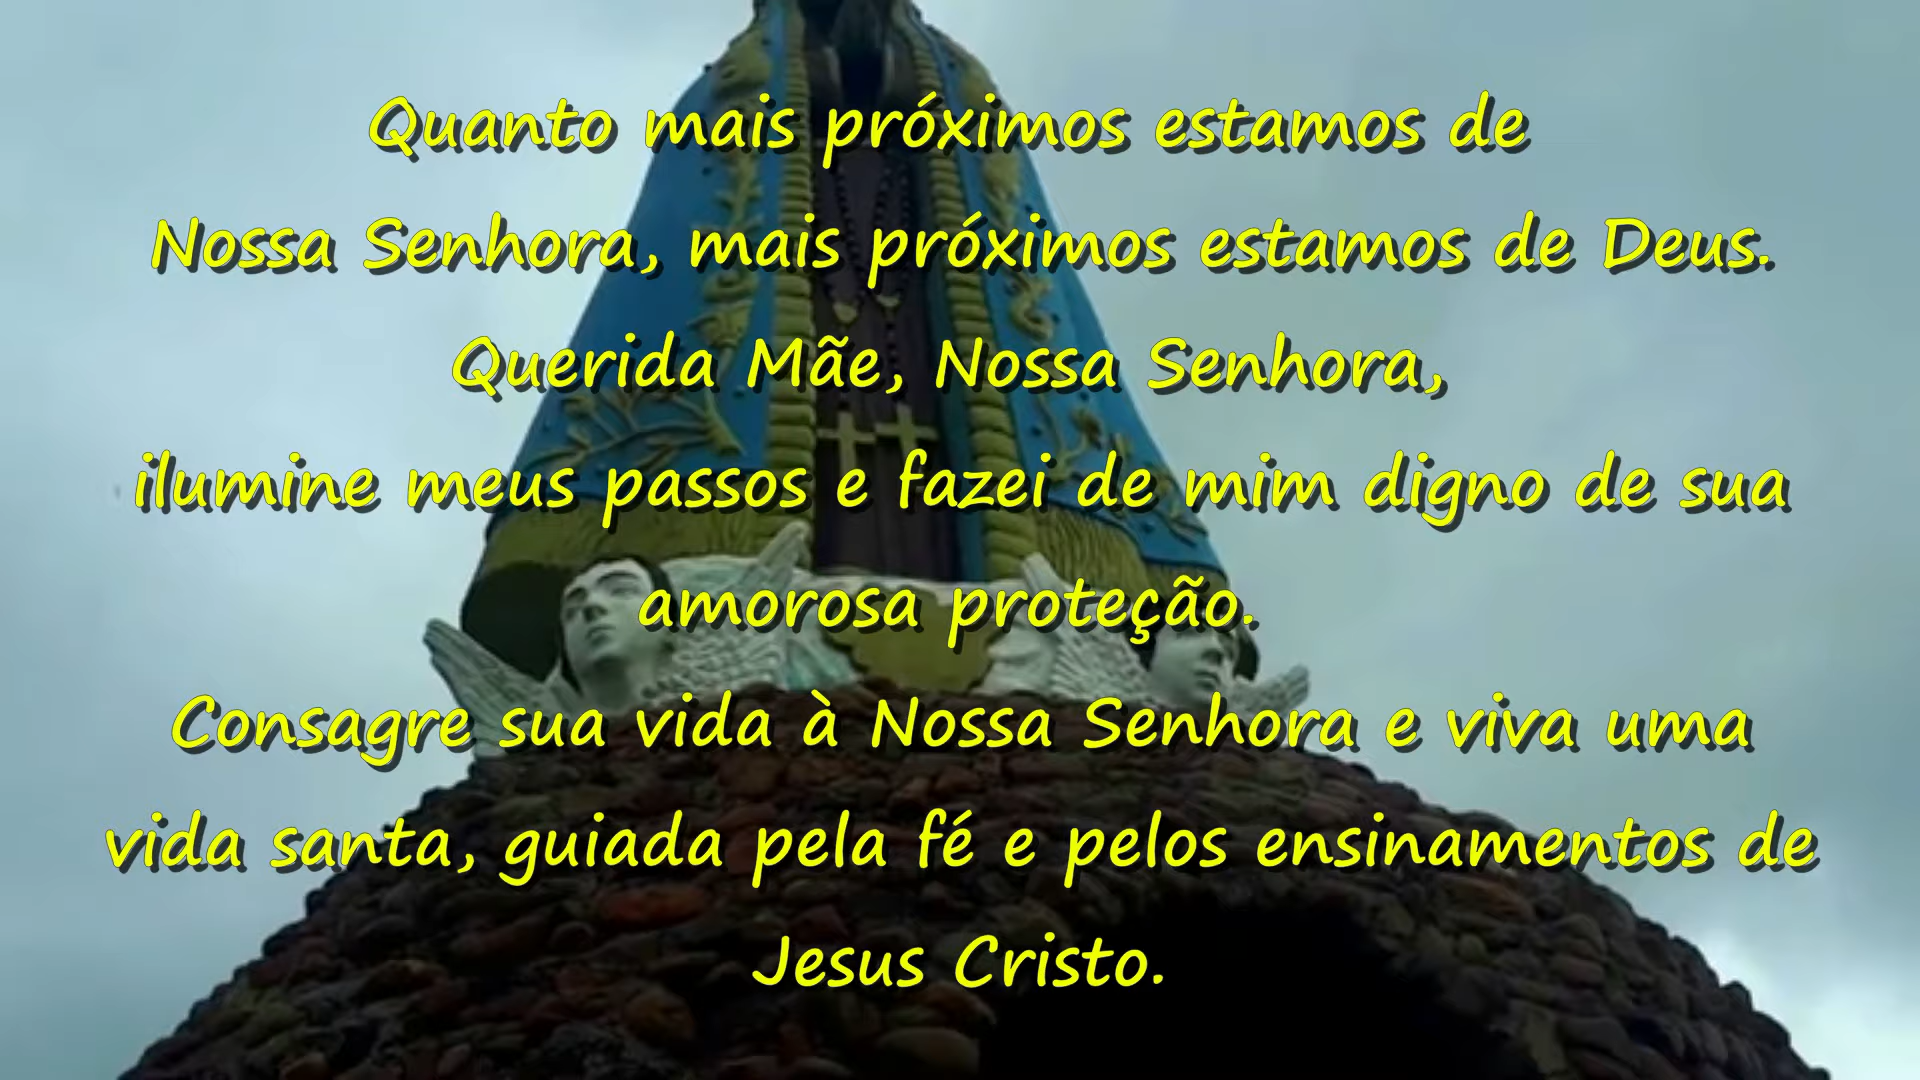 Quanto mais próximos estamos de
Nossa Senhora, mais próximos estamos de Deus.
Querida Mãe, Nossa Senhora,
ilumine meus passos e fazei de mim digno de sua
amorosa proteção.
Consagre sua vida à Nossa Senhora e viva uma
vida santa, guiada pela fé e pelos ensinamentos de
Jesus Cristo.